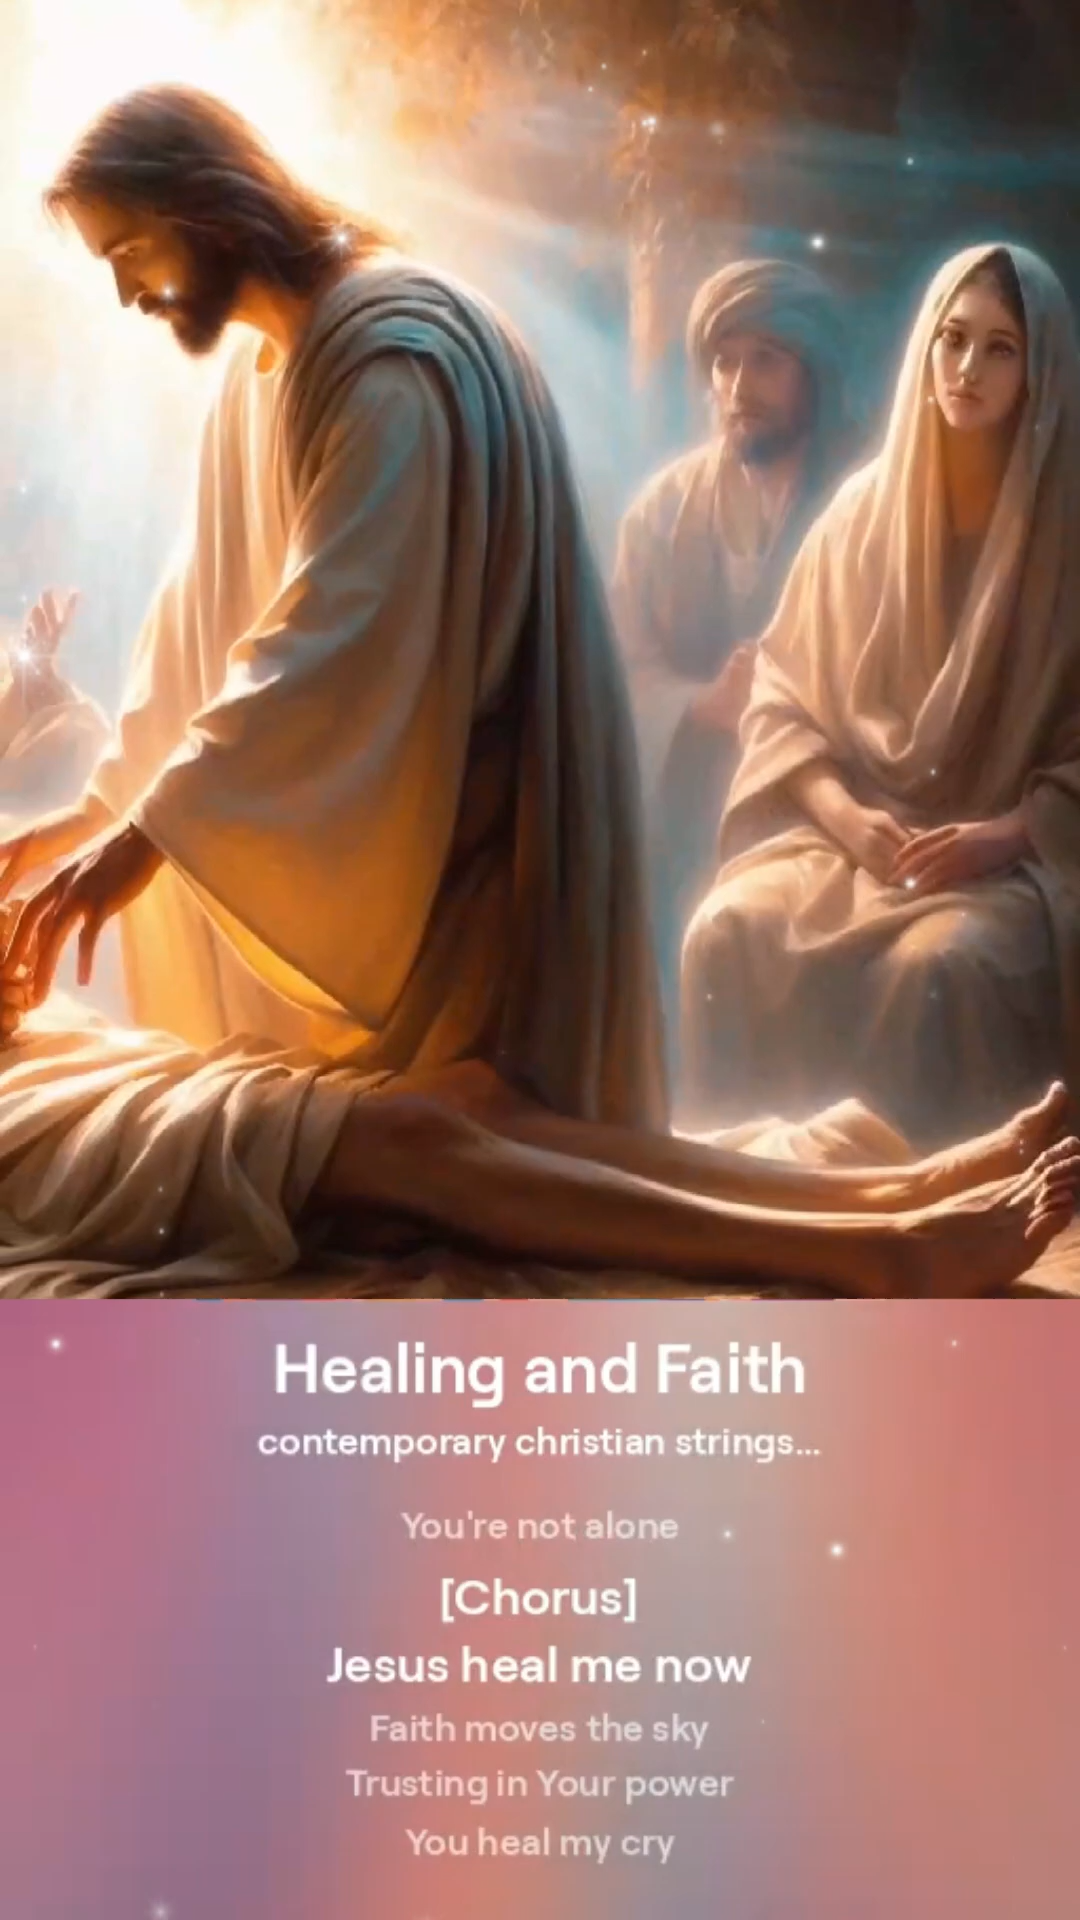 Healing and Faith
contemporary christian strings...
You're not alone
[Chorus]
Jesus heal me now
Faith moves the sky
Trusting in Your power
You heal my cry